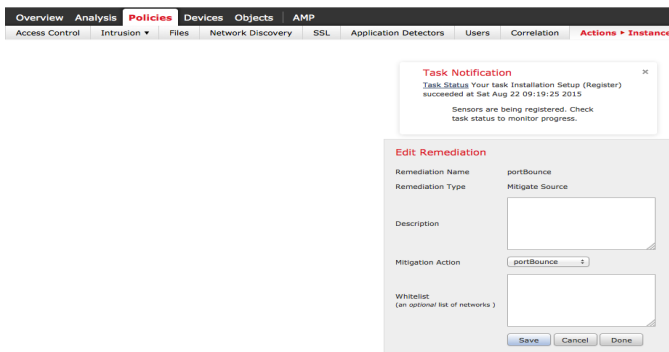 Overview Analysis Policies Devices Objects AMP
Access Control Intrusion ▾ Files Network Discovery SSL Application Detectors Users Correlation Actions ▸ Instance
Task Notification ×
Task Status Your task Installation Setup (Register)
succeeded at Sat Aug 22 09:19:25 2015
Sensors are being registered. Check
task status to monitor progress.
Edit Remediation
Remediation Name portBounce
Remediation Type Mitigate Source
Description
Mitigation Action portBounce
Whitelist
(an optional list of networks )
Save Cancel Done